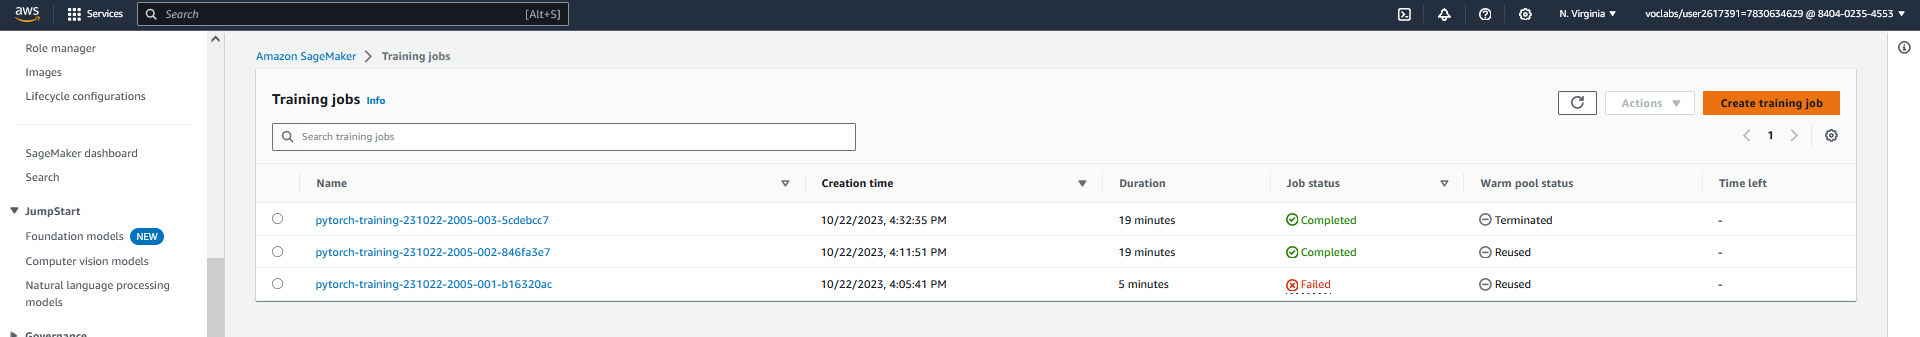 aws Services Search [Alt+S] N. Virginia voclabs/user2617391=7830634629 @ 8404-0235-4553
Role manager
Images
Lifecycle configurations
SageMaker dashboard
Search
JumpStart
Foundation models NEW
Computer vision models
Natural language processing
models
Governance
Amazon SageMaker > Training jobs
Training jobs Info
Actions Create training job
Search training jobs
1
Name Creation time Duration Job status Warm pool status Time left
pytorch-training-231022-2005-003-5cdebcc7 10/22/2023, 4:32:35 PM 19 minutes Completed Terminated -
pytorch-training-231022-2005-002-846fa3e7 10/22/2023, 4:11:51 PM 19 minutes Completed Reused -
pytorch-training-231022-2005-001-b16320ac 10/22/2023, 4:05:41 PM 5 minutes Failed Reused -